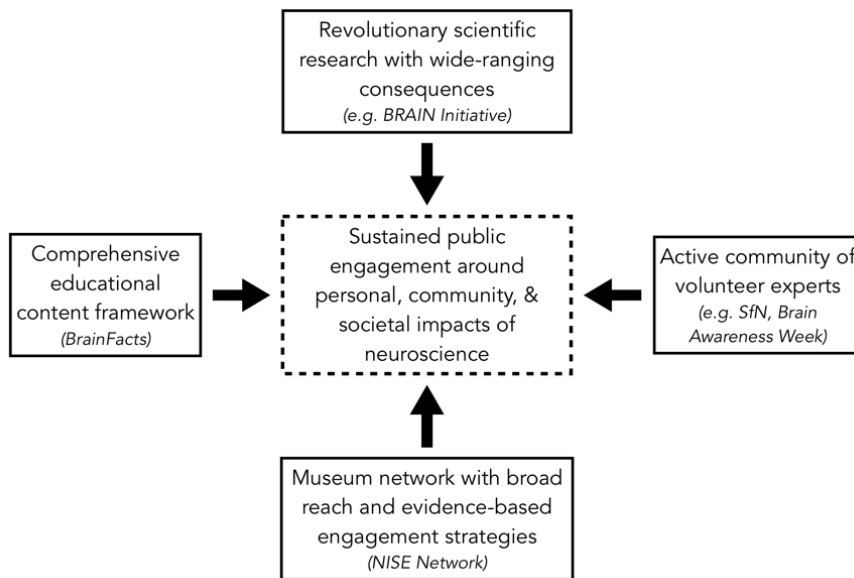 Revolutionary scientific
research with wide-ranging
consequences
(e.g. BRAIN Initiative)
Comprehensive
educational
content framework
(BrainFacts)
Sustained public
engagement around
personal, community, &
societal impacts of
neuroscience
Active community of
volunteer experts
(e.g. SfN, Brain
Awareness Week)
Museum network with broad
reach and evidence-based
engagement strategies
(NISE Network)